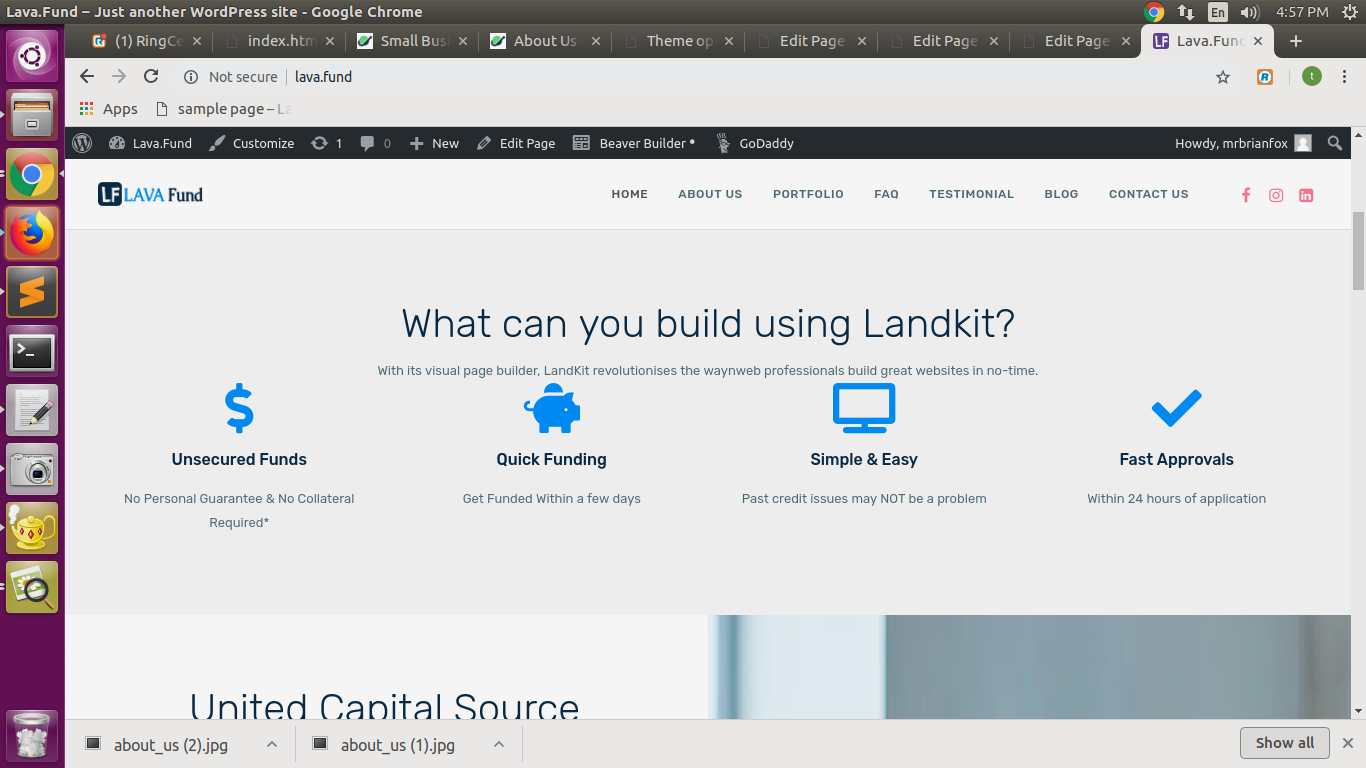 Lava.Fund – Just another WordPress site - Google Chrome
En
4:57 PM
(1) RingCe
index.htm
Small Bus
About Us
Theme op
Edit Page
Edit Page
Edit Page
Lava.Fund
Not secure
lava.fund
t
Apps
sample page – La
Lava.Fund
Customize
1
0
New
Edit Page
Beaver Builder
GoDaddy
Howdy, mrbrianfox
LF LAVA Fund
HOME
ABOUT US
PORTFOLIO
FAQ
TESTIMONIAL
BLOG
CONTACT US
What can you build using Landkit?
With its visual page builder, LandKit revolutionises the waynweb professionals build great websites in no-time.
Unsecured Funds
Quick Funding
Simple & Easy
Fast Approvals
No Personal Guarantee & No Collateral
Required*
Get Funded Within a few days
Past credit issues may NOT be a problem
Within 24 hours of application
United Capital Source
about_us (2).jpg
about_us (1).jpg
Show all